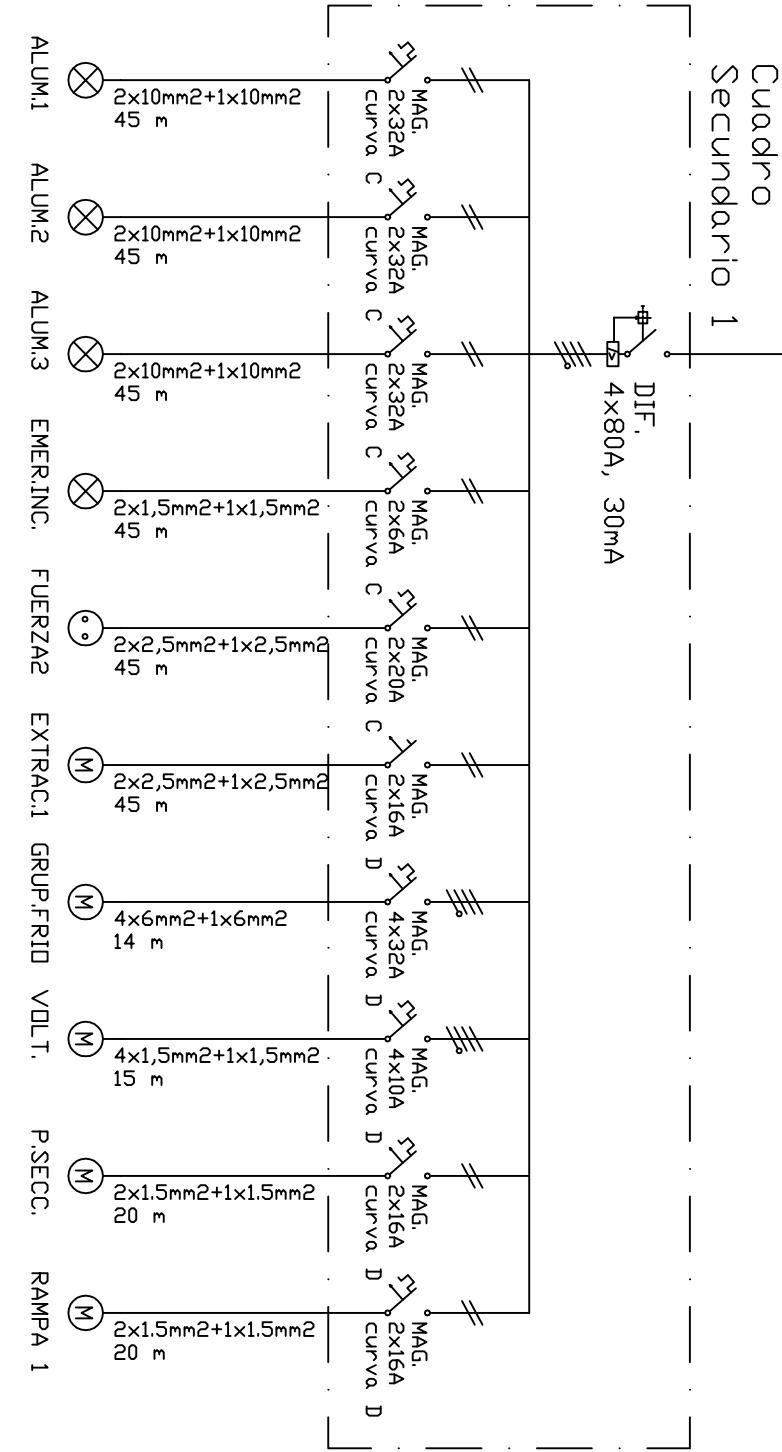 Cuadro
Secundario 1
DIF.
4x80A, 30mA
MAG.
2x32A
curva C
2x10mm2+1x10mm2
45 m
ALUM.1
MAG.
2x32A
curva C
2x10mm2+1x10mm2
45 m
ALUM.2
MAG.
2x32A
curva C
2x10mm2+1x10mm2
45 m
ALUM.3
MAG.
2x6A
curva C
2x1,5mm2+1x1,5mm2
45 m
EMER.INC.
MAG.
2x20A
curva C
2x2,5mm2+1x2,5mm2
45 m
FUERZA2
MAG.
2x16A
curva D
2x2,5mm2+1x2,5mm2
45 m
M
EXTRAC.1
MAG.
4x32A
curva D
4x6mm2+1x6mm2
14 m
M
GRUP.FRIO
MAG.
4x10A
curva D
4x1,5mm2+1x1,5mm2
15 m
M
VOLT.
MAG.
2x16A
curva D
2x1.5mm2+1x1.5mm2
20 m
M
P.SECC.
MAG.
2x16A
curva D
2x1.5mm2+1x1.5mm2
20 m
M
RAMPA 1